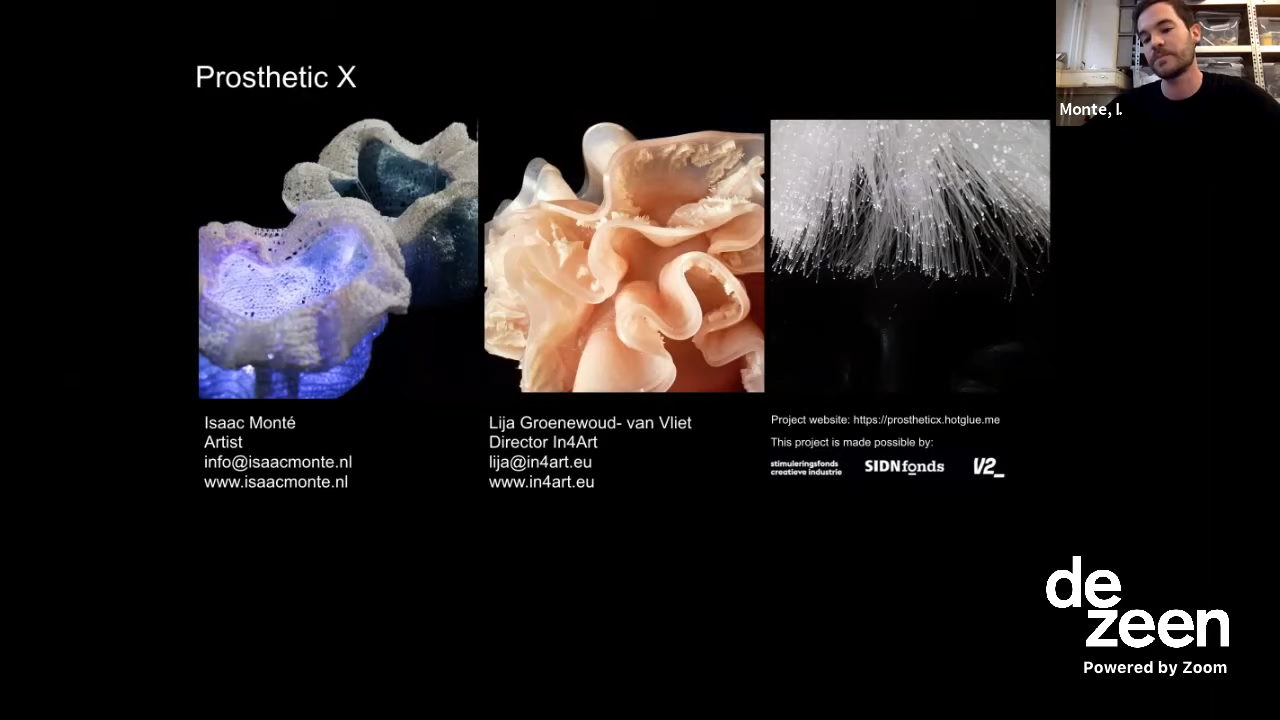 Prosthetic X
Monte, I.
Isaac Monté
Artist
info@isaacmonte.nl
www.isaacmonte.nl
Lija Groenewoud- van Vliet
Director In4Art
lija@in4art.eu
www.in4art.eu
Project website: https://prostheticx.hotglue.me
This project is made possible by:
stimuleringsfonds
creatieve industrie
SIDNfonds
V2_
de
zeen
Powered by Zoom